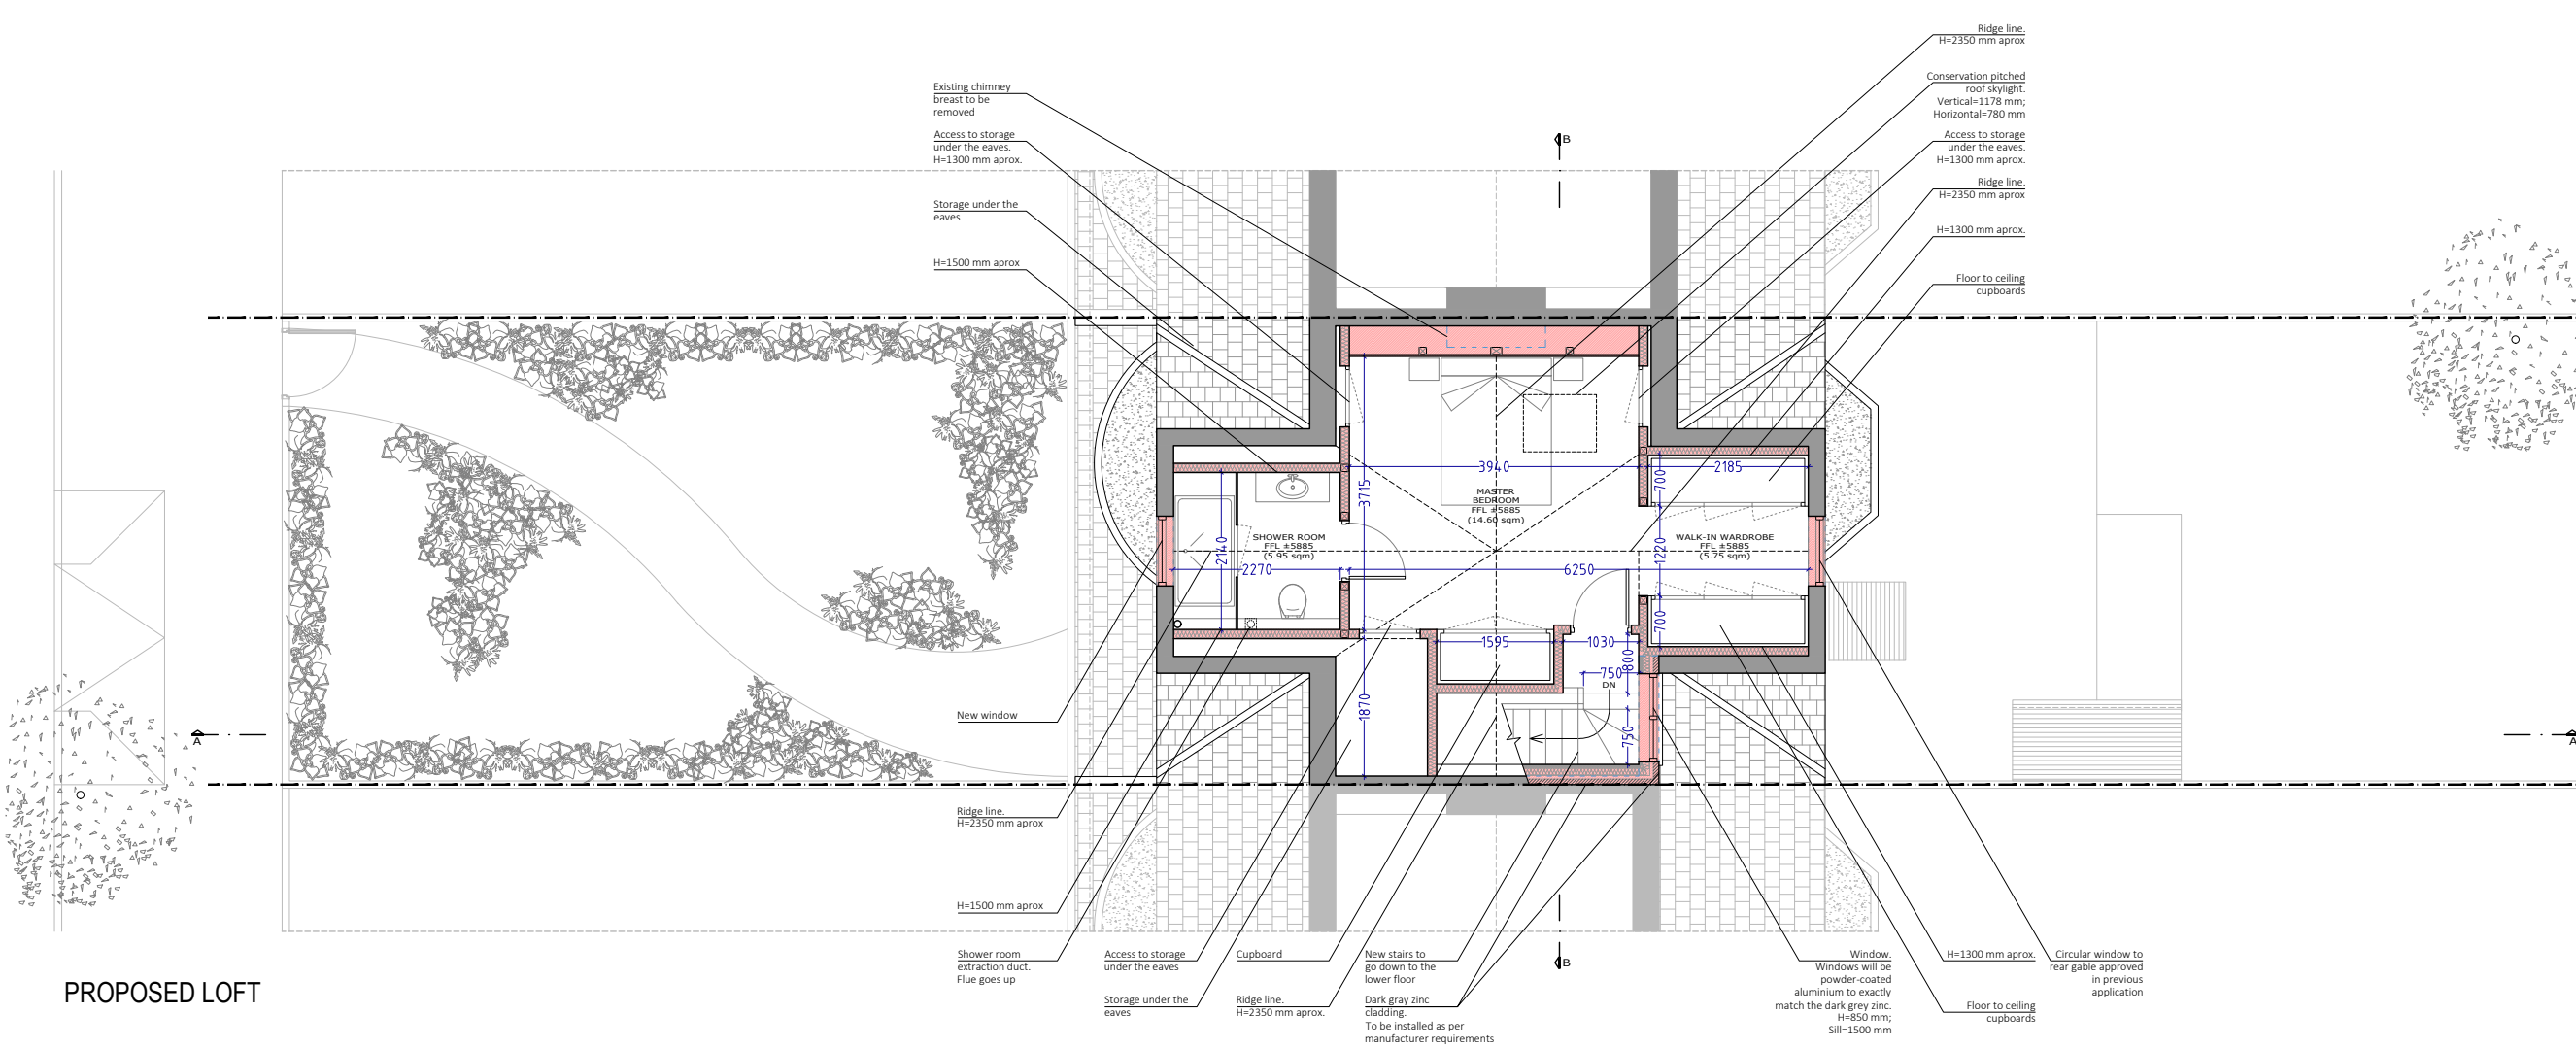 Ridge line.
H=2350 mm aprox
Conservation pitched
roof skylight.
Vertical=1178 mm;
Horizontal=780 mm
Access to storage
under the eaves.
H=1300 mm aprox.
Ridge line.
H=2350 mm aprox
H=1300 mm aprox.
Floor to ceiling
cupboards
Existing chimney
breast to be
removed
Access to storage
under the eaves.
H=1300 mm aprox.
Storage under the
eaves
H=1500 mm aprox
B
3940
2185
700
3715
MASTER
BEDROOM
FFL ±5885
(14.60 sqm)
SHOWER ROOM
FFL ±5885
(5.95 sqm)
WALK-IN WARDROBE
FFL ±5885
(5.75 sqm)
2140
1220
2270
6250
700
1595
1030
800
750
DN
1870
750
A
A
New window
Ridge line.
H=2350 mm aprox
H=1500 mm aprox
Shower room
extraction duct.
Flue goes up
Access to storage
under the eaves
Storage under the
eaves
Cupboard
Ridge line.
H=2350 mm aprox.
New stairs to
go down to the
lower floor
Dark gray zinc
cladding.
To be installed as per
manufacturer requirements
B
Window.
Windows will be
powder-coated
aluminium to exactly
match the dark grey zinc.
H=850 mm;
Sill=1500 mm
H=1300 mm aprox.
Floor to ceiling
cupboards
Circular window to
rear gable approved
in previous
application
PROPOSED LOFT